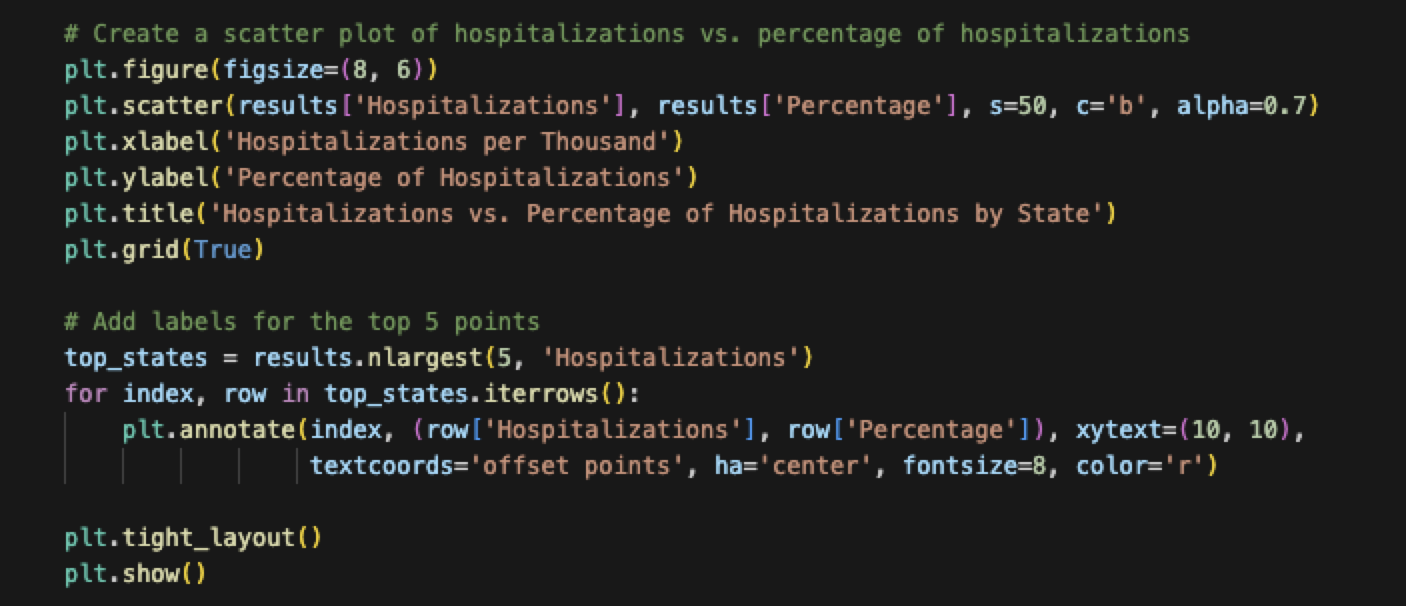 # Create a scatter plot of hospitalizations vs. percentage of hospitalizations
plt.figure(figsize=(8, 6))
plt.scatter(results['Hospitalizations'], results['Percentage'], s=50, c='b', alpha=0.7)
plt.xlabel('Hospitalizations per Thousand')
plt.ylabel('Percentage of Hospitalizations')
plt.title('Hospitalizations vs. Percentage of Hospitalizations by State')
plt.grid(True)

# Add labels for the top 5 points
top_states = results.nlargest(5, 'Hospitalizations')
for index, row in top_states.iterrows():
    plt.annotate(index, (row['Hospitalizations'], row['Percentage']), xytext=(10, 10),
                 textcoords='offset points', ha='center', fontsize=8, color='r')

plt.tight_layout()
plt.show()